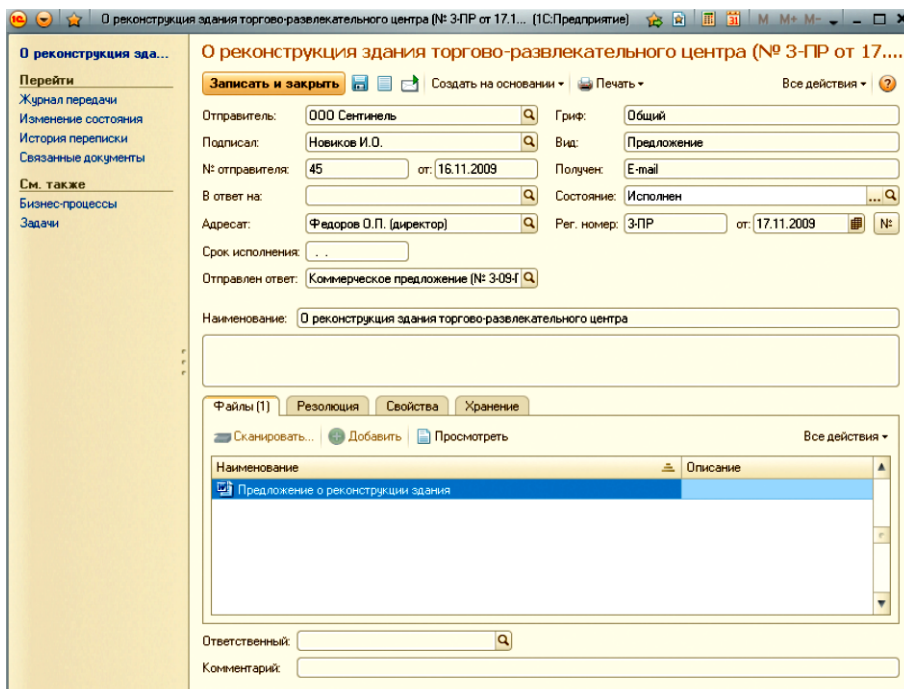 О реконструкция здания торгово-развлекательного центра (№ 3-ПР от 17.1... (1С:Предприятие)
M M+ M-
О реконструкция зда...
Перейти
Журнал передачи
Изменение состояния
История переписки
Связанные документы
См. также
Бизнес-процессы
Задачи
О реконструкция здания торгово-развлекательного центра (№ 3-ПР от 17....
Записать и закрыть Создать на основании Печать Все действия
Отправитель: ООО Сентинель Гриф: Общий
Подписал: Новиков И.О. Вид: Предложение
№ отправителя: 45 от: 16.11.2009 Получен: E-mail
В ответ на: Состояние: Исполнен ...
Адресат: Федоров О.П. (директор) Рег. номер: 3-ПР от: 17.11.2009 №
Срок исполнения: . .
Отправлен ответ: Коммерческое предложение (№ 3-09-
Наименование: О реконструкция здания торгово-развлекательного центра
Файлы (1) Резолюция Свойства Хранение
Сканировать... Добавить Просмотреть Все действия
Наименование Описание
Предложение о реконструкции здания
Ответственный:
Комментарий: